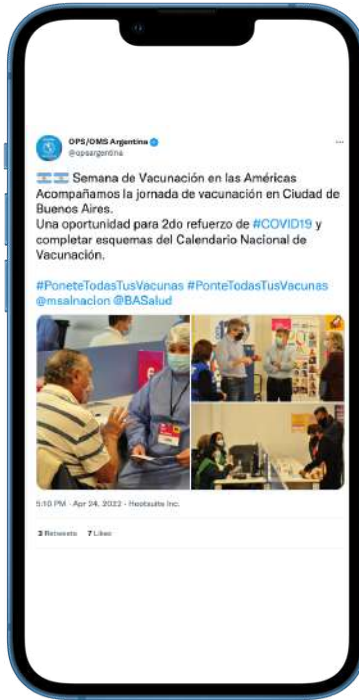 OPS/OMS Argentina
@opsargentina
Semana de Vacunación en las Américas
Acompañamos la jornada de vacunación en Ciudad de
Buenos Aires.
Una oportunidad para 2do refuerzo de #COVID19 y
completar esquemas del Calendario Nacional de
Vacunación.
#PoneteTodasTusVacunas #PonteTodasTusVacunas
@msalnacion @BASalud
5:10 PM · Apr 24, 2022 · Hootsuite Inc.
3 Retweets 7 Likes